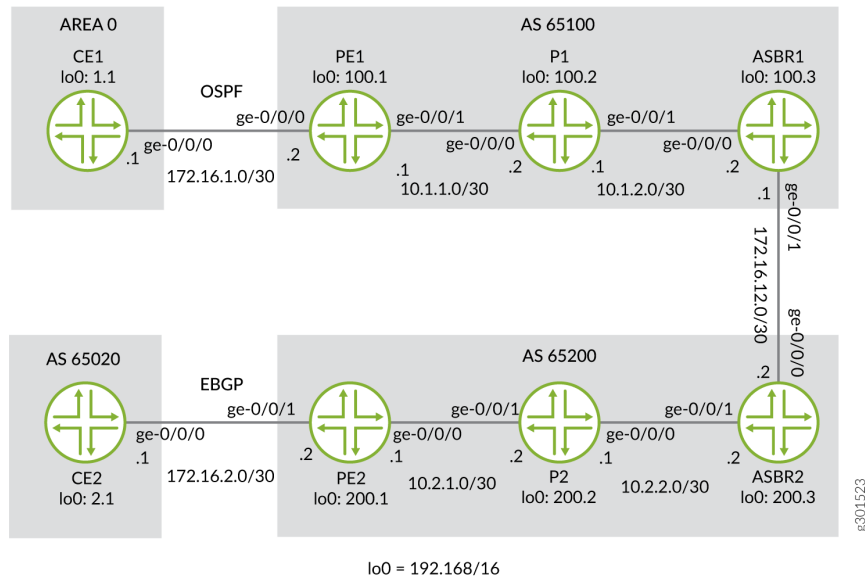 AREA 0
AS 65100
CE1
lo0: 1.1
OSPF
PE1
lo0: 100.1
P1
lo0: 100.2
ASBR1
lo0: 100.3
ge-0/0/0
ge-0/0/0
.1
172.16.1.0/30
.2
ge-0/0/1
ge-0/0/0
.1
10.1.1.0/30
.2
ge-0/0/1
ge-0/0/0
.1
10.1.2.0/30
.2
.1
ge-0/0/1
172.16.12.0/30
ge-0/0/0
.2
AS 65020
AS 65200
EBGP
ge-0/0/0
ge-0/0/1
.1
172.16.2.0/30
.2
ge-0/0/0
ge-0/0/1
.1
10.2.1.0/30
.2
ge-0/0/0
ge-0/0/1
.1
10.2.2.0/30
.2
CE2
lo0: 2.1
PE2
lo0: 200.1
P2
lo0: 200.2
ASBR2
lo0: 200.3
g301523
lo0 = 192.168/16